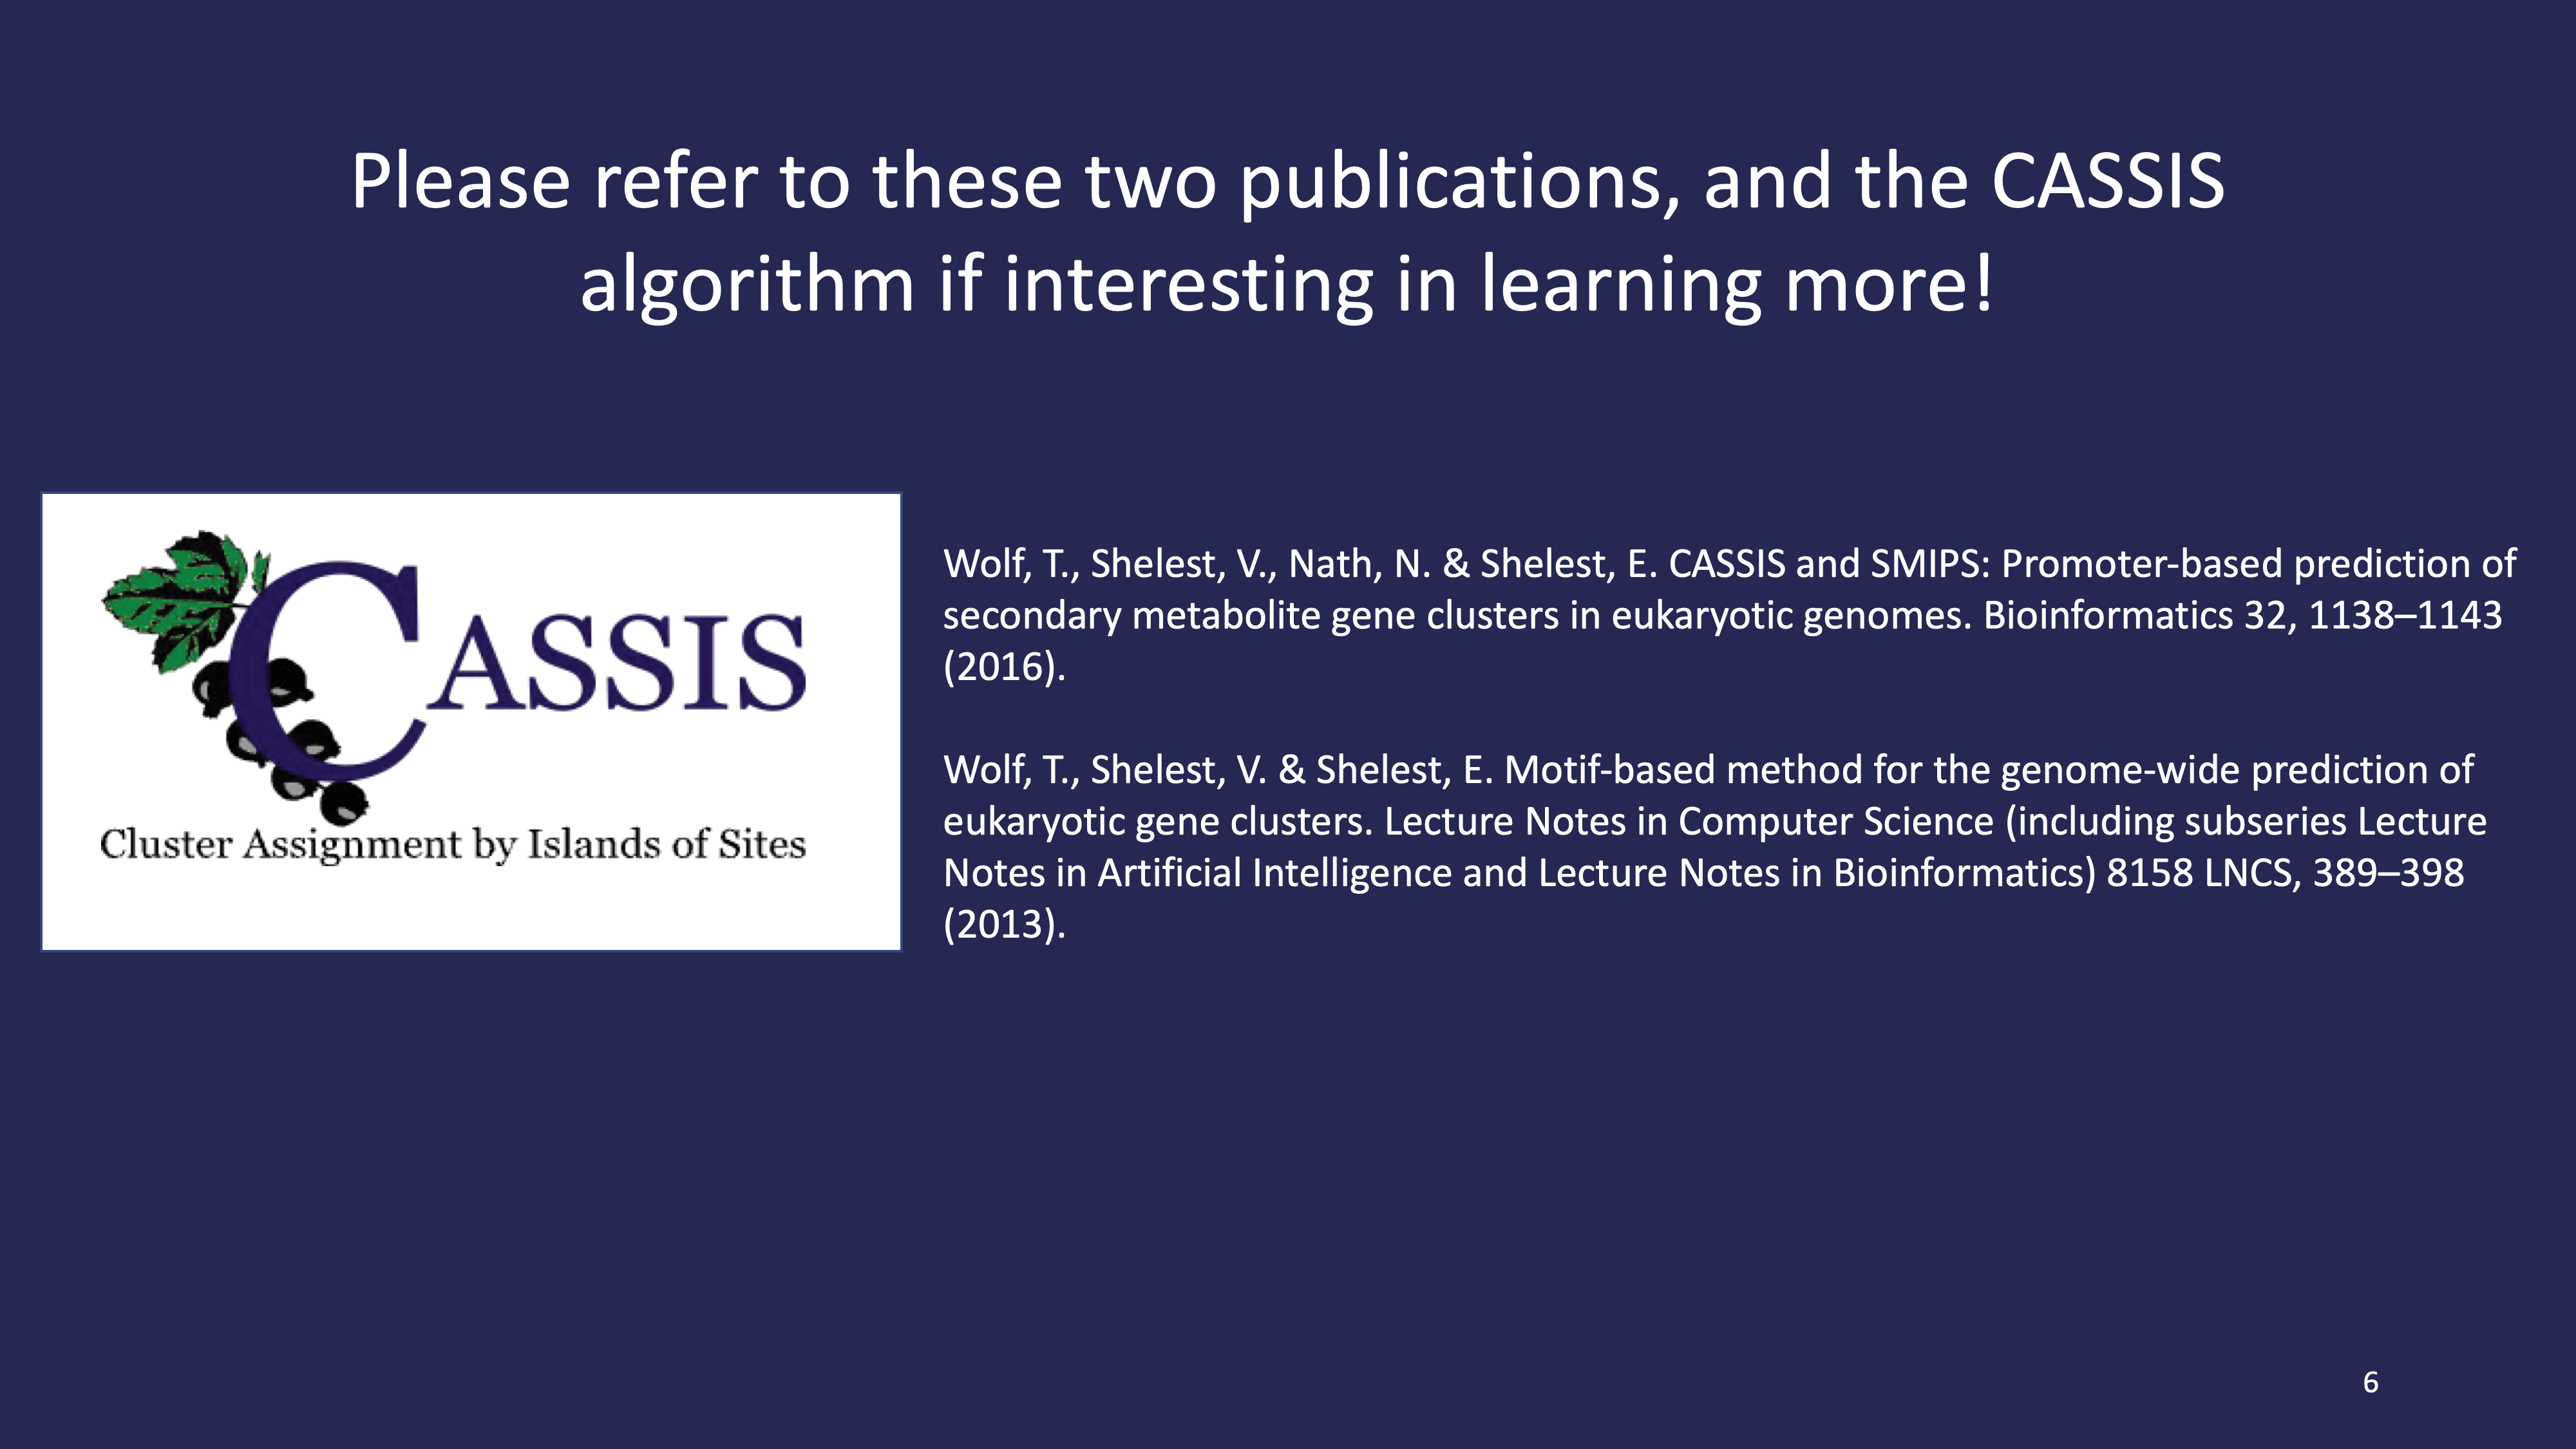 Please refer to these two publications, and the CASSIS
algorithm if interesting in learning more!
CASSIS
Cluster Assignment by Islands of Sites
Wolf, T., Shelest, V., Nath, N. & Shelest, E. CASSIS and SMIPS: Promoter-based prediction of
secondary metabolite gene clusters in eukaryotic genomes. Bioinformatics 32, 1138–1143
(2016).
Wolf, T., Shelest, V. & Shelest, E. Motif-based method for the genome-wide prediction of
eukaryotic gene clusters. Lecture Notes in Computer Science (including subseries Lecture
Notes in Artificial Intelligence and Lecture Notes in Bioinformatics) 8158 LNCS, 389–398
(2013).
6